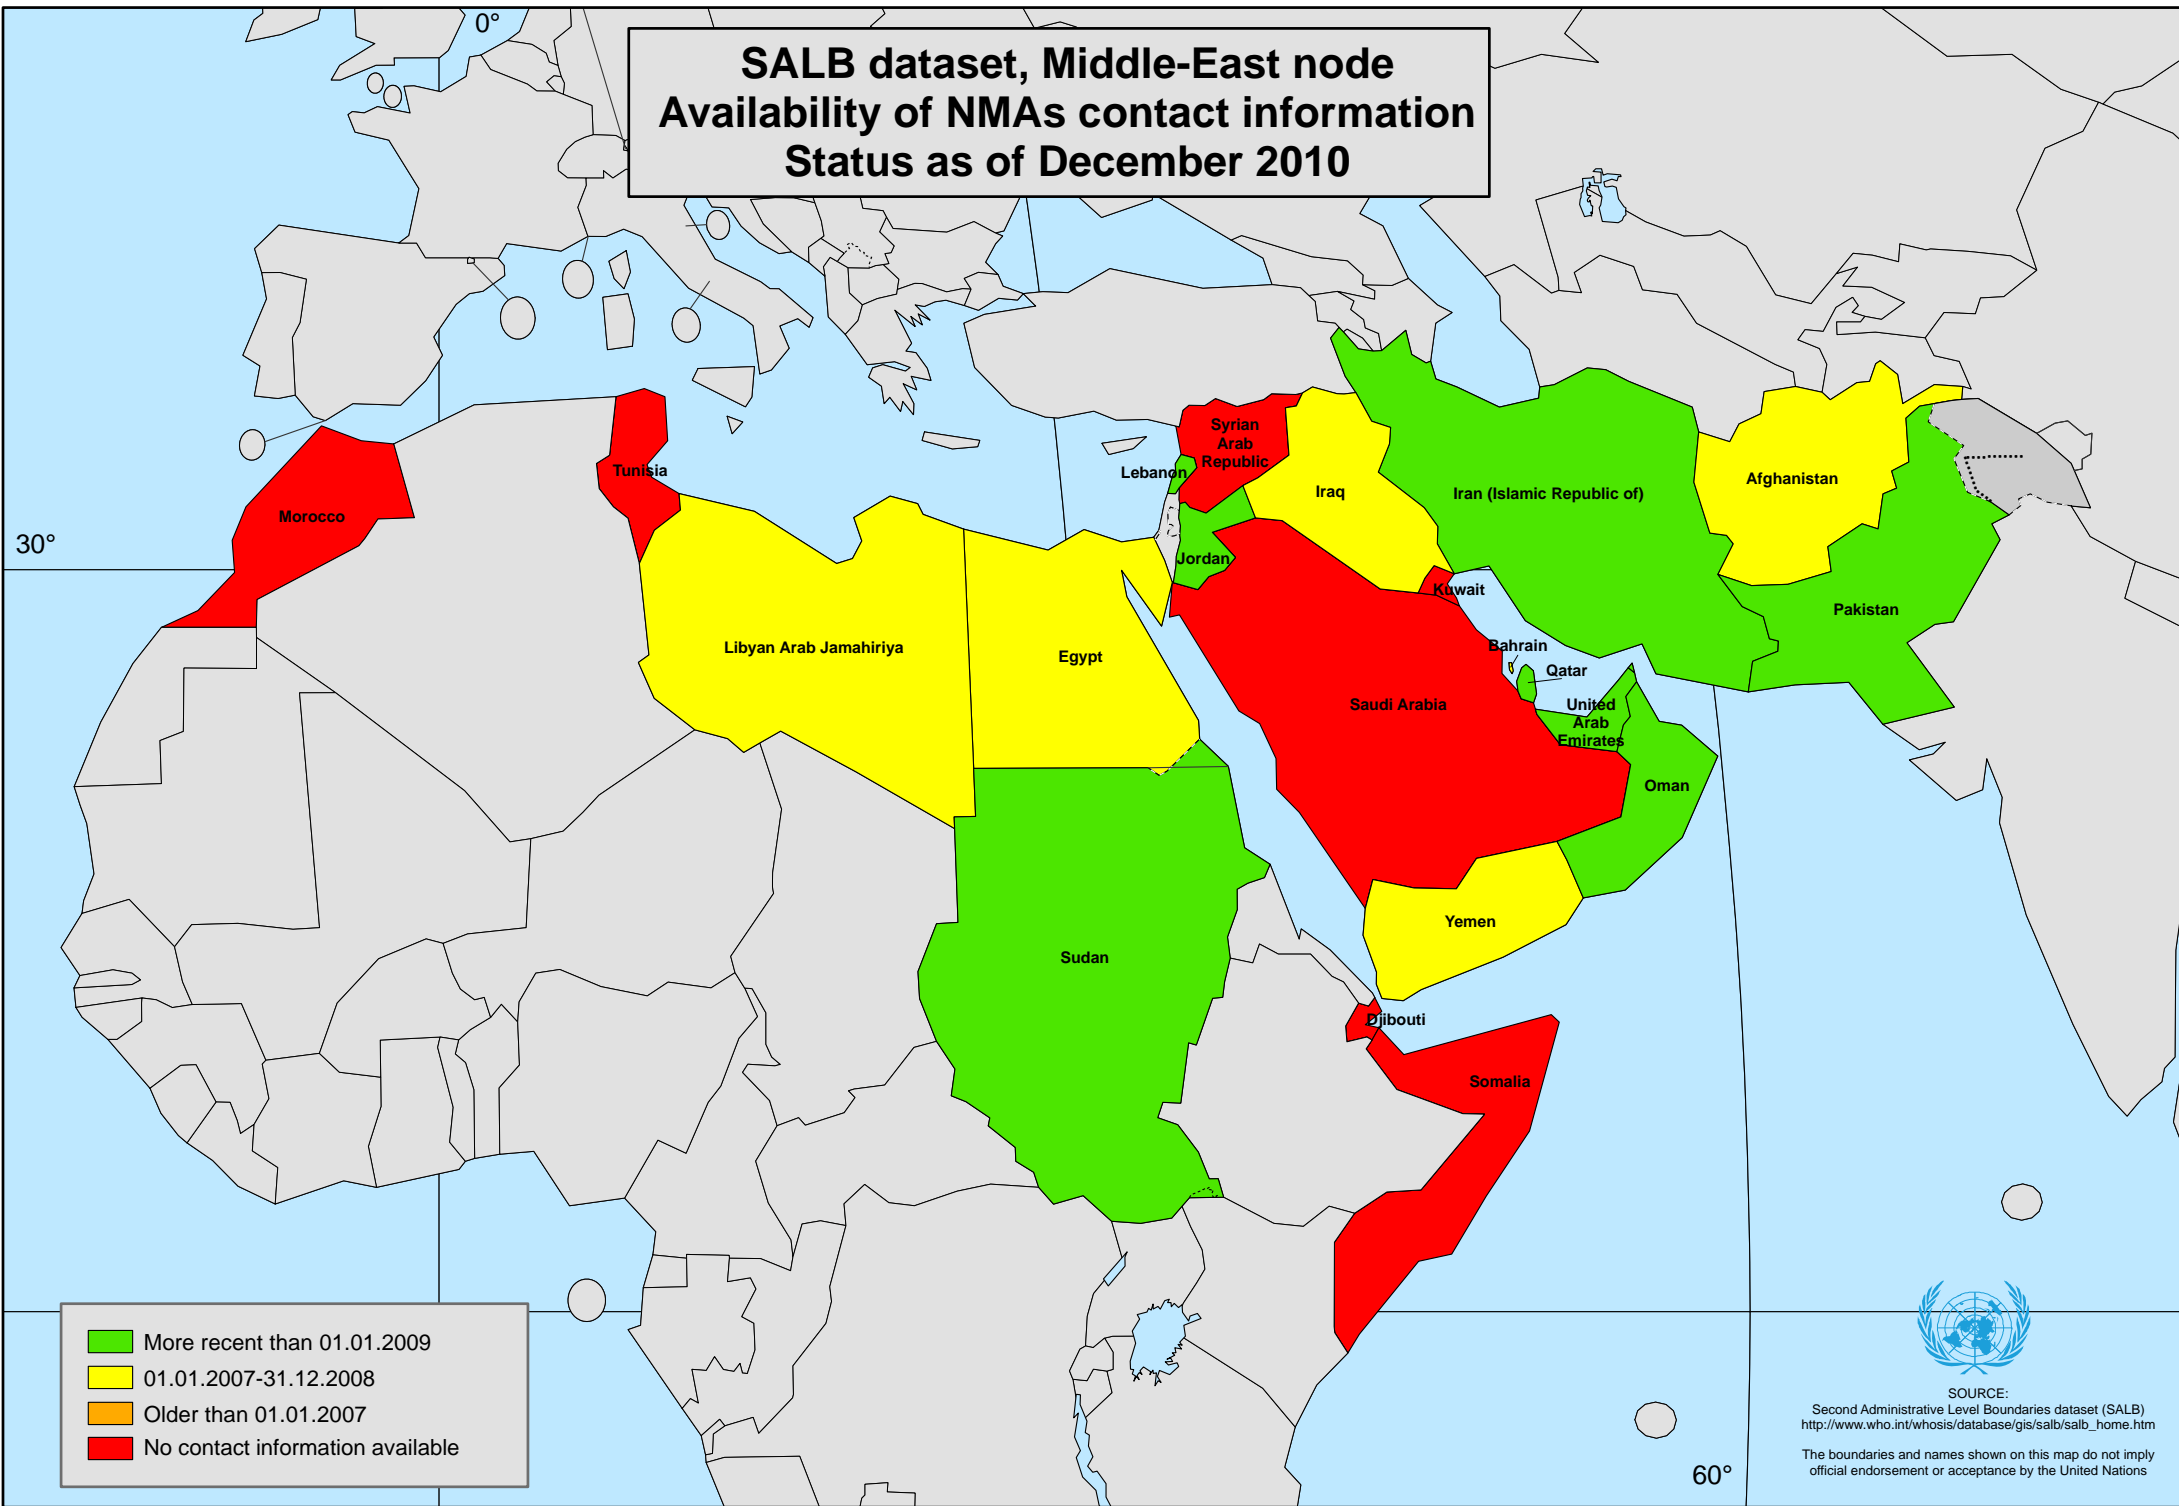 0°
SALB dataset, Middle-East node
Availability of NMAs contact information
Status as of December 2010
Syrian
Arab
Republic
Lebanon
Tunisia
Iraq
Iran (Islamic Republic of)
Afghanistan
Morocco
30°
Jordan
Kuwait
Pakistan
Libyan Arab Jamahiriya
Egypt
Bahrain
Qatar
Saudi Arabia
United
Arab
Emirates
Oman
Yemen
Sudan
Djibouti
Somalia
More recent than 01.01.2009
01.01.2007-31.12.2008
Older than 01.01.2007
No contact information available
60°
SOURCE:
Second Administrative Level Boundaries dataset (SALB)
http://www.who.int/whosis/database/gis/salb/salb_home.htm
The boundaries and names shown on this map do not imply
official endorsement or acceptance by the United Nations